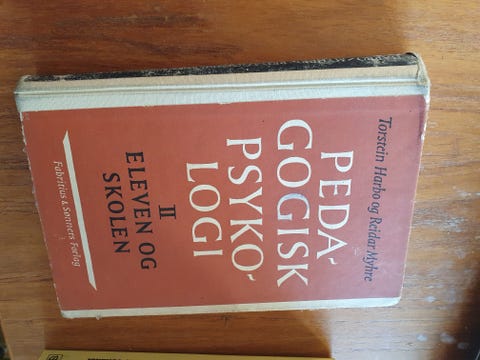 Torstein Harbo og Reidar Myhre
PEDA-
GOGISK
PSYKO-
LOGI
II
ELEVEN OG
SKOLEN
Fabritius & Sønners Forlag